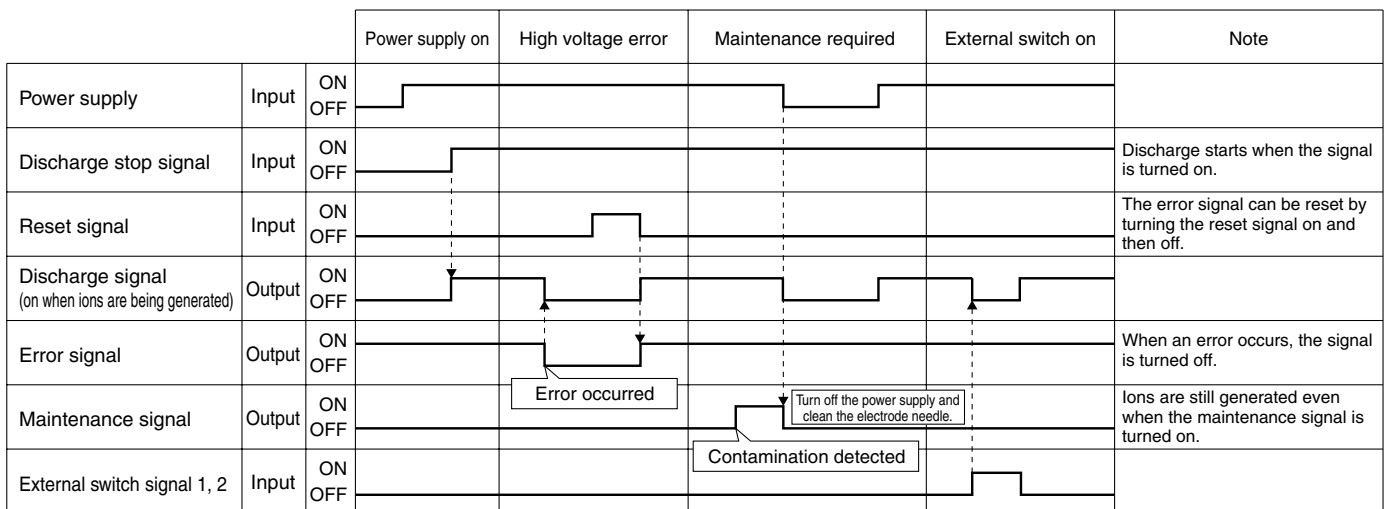 Power supply on
High voltage error
Maintenance required
External switch on
Note
Power supply
Input
ON
OFF
Discharge stop signal
Input
ON
OFF
Discharge starts when the signal
is turned on.
Reset signal
Input
ON
OFF
The error signal can be reset by
turning the reset signal on and
then off.
Discharge signal
(on when ions are being generated)
Output
ON
OFF
Error signal
Output
ON
OFF
Error occurred
When an error occurs, the signal
is turned off.
Maintenance signal
Output
ON
OFF
Turn off the power supply and
clean the electrode needle.
Contamination detected
Ions are still generated even
when the maintenance signal is
turned on.
External switch signal 1, 2
Input
ON
OFF